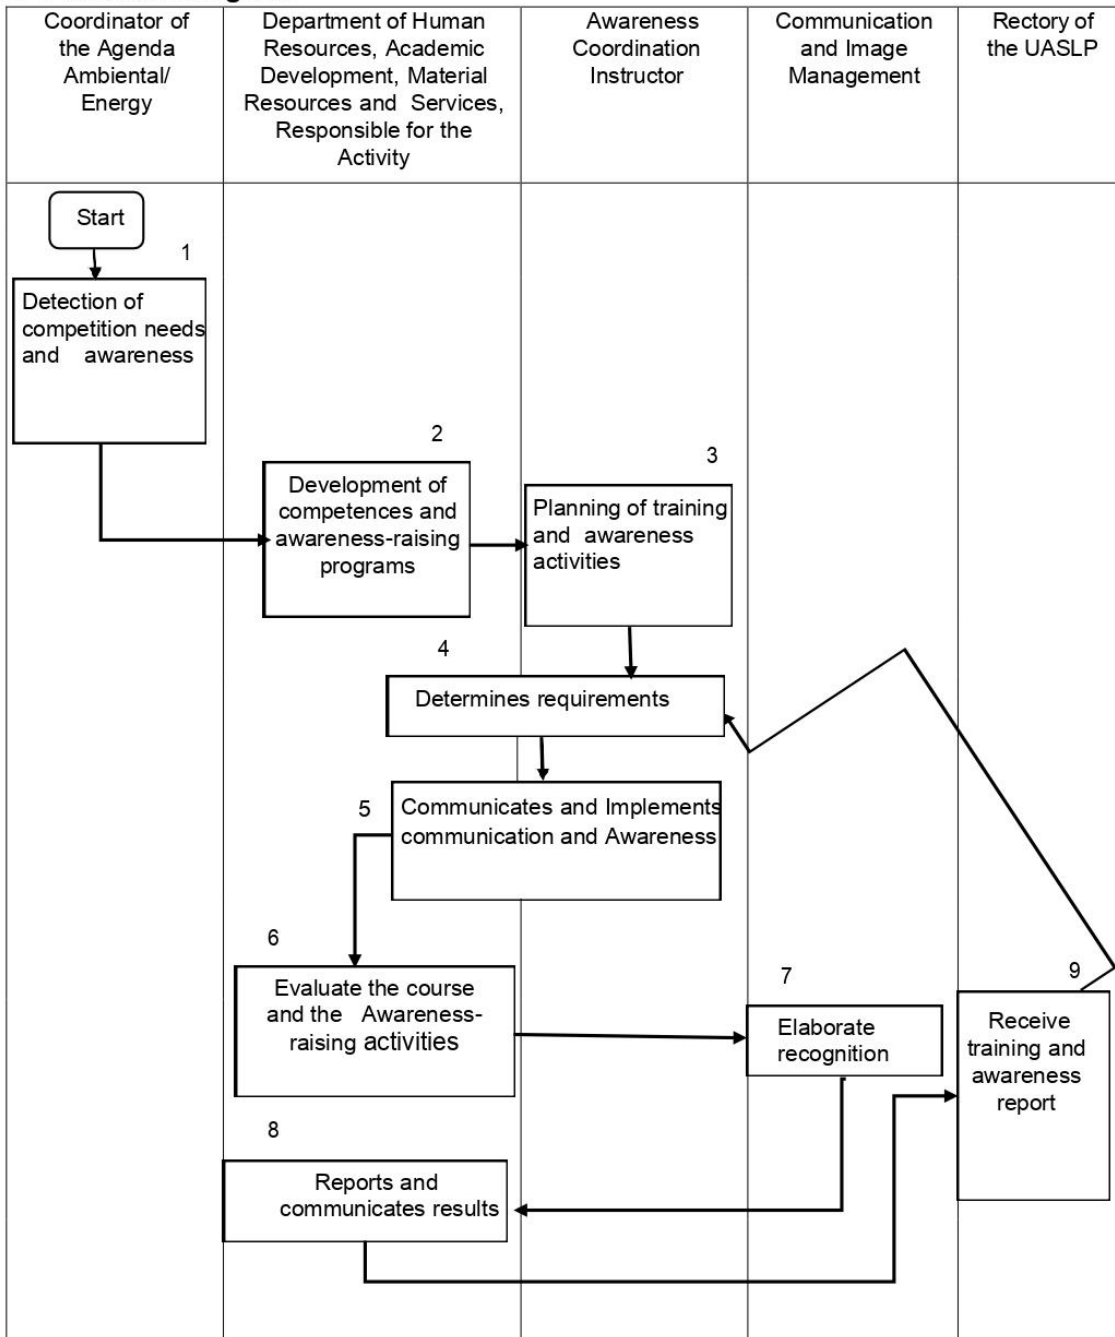 Coordinator of
the Agenda
Ambiental/
Energy
Department of Human
Resources, Academic
Development, Material
Resources and Services,
Responsible for the
Activity
Awareness
Coordination
Instructor
Communication
and Image
Management
Rectory of
the UASLP
Start
1
Detection of
competition needs
and awareness
2
Development of
competences and
awareness-raising
programs
3
Planning of training
and awareness
activities
4
Determines requirements
5
Communicates and Implements
communication and Awareness
6
Evaluate the course
and the Awareness-
raising activities
7
Elaborate
recognition
8
Reports and
communicates results
9
Receive
training and
awareness
report